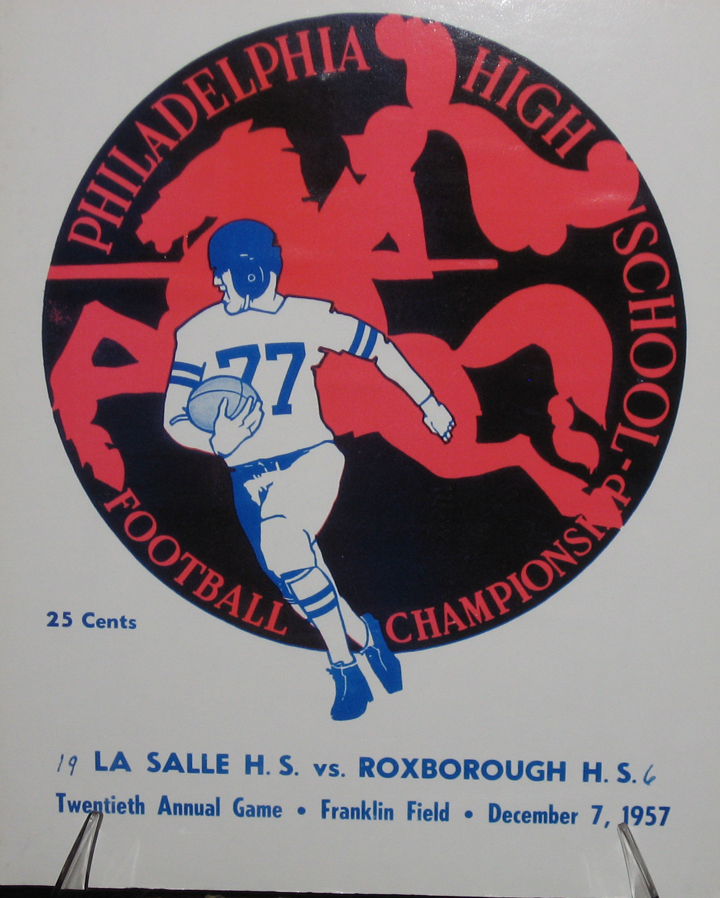 PHILADELPHIA HIGH SCHOOL
FOOTBALL CHAMPIONSHIP-
77
25 Cents
19 LA SALLE H. S. vs. ROXBOROUGH H. S. 6
Twentieth Annual Game • Franklin Field • December 7, 1957